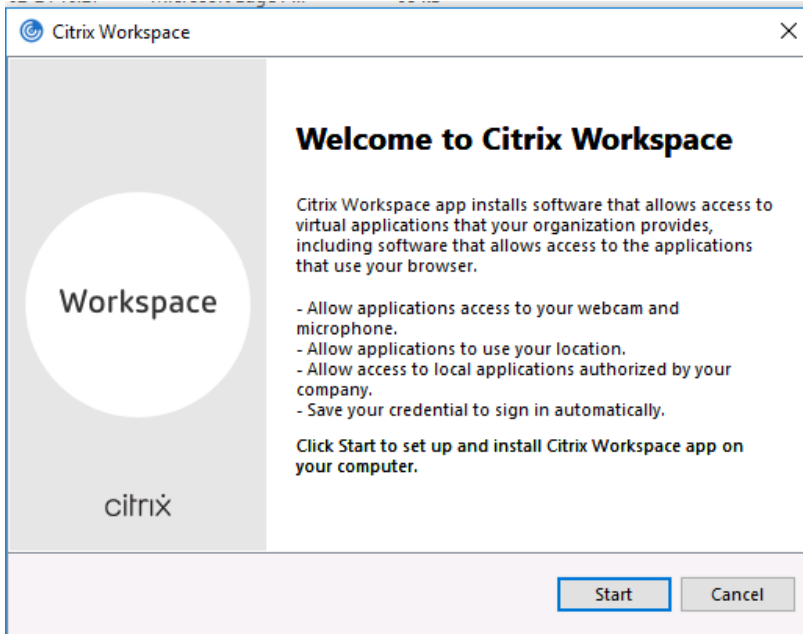 Citrix Workspace
Welcome to Citrix Workspace
Citrix Workspace app installs software that allows access to
virtual applications that your organization provides,
including software that allows access to the applications
that use your browser.
- Allow applications access to your webcam and
microphone.
- Allow applications to use your location.
- Allow access to local applications authorized by your
company.
- Save your credential to sign in automatically.
Click Start to set up and install Citrix Workspace app on
your computer.
Workspace
citrix
Start
Cancel